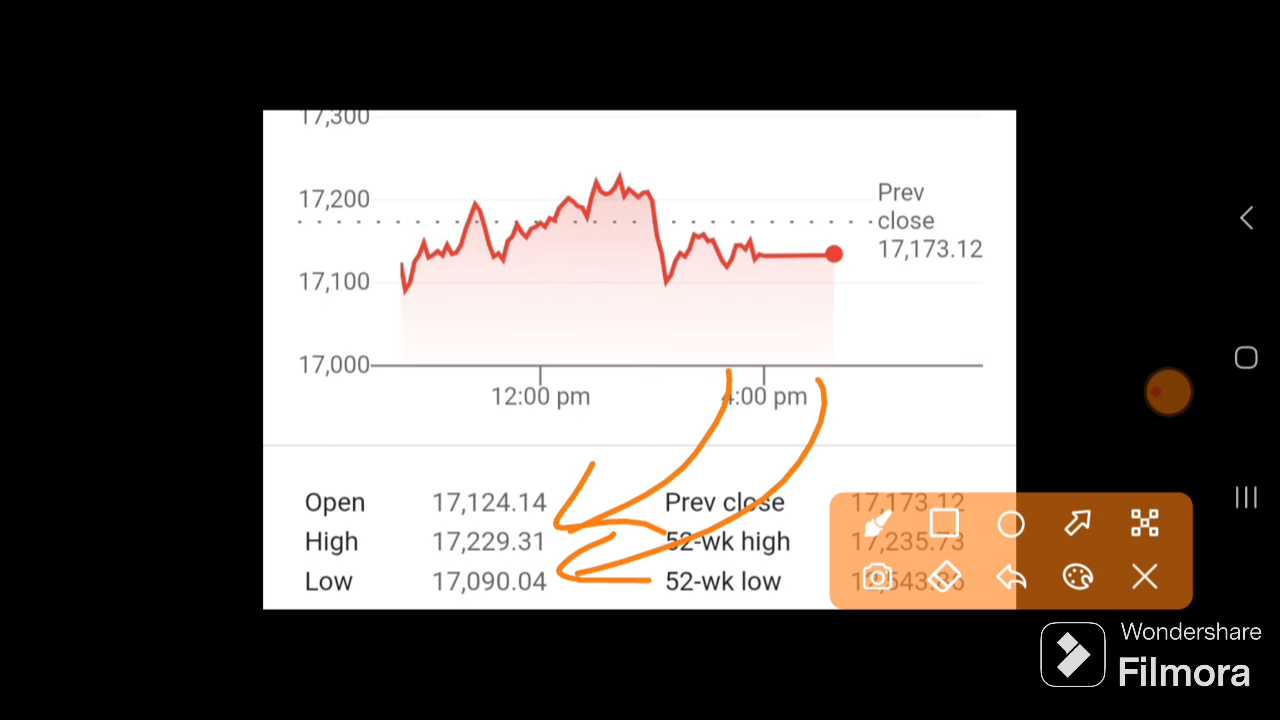 17,300
17,200
17,100
17,000
Prev
close
17,173.12
12:00 pm
4:00 pm
Open 17,124.14 Prev close 17,173.12
High 17,229.31 52-wk high 17,235.73
Low 17,090.04 52-wk low
Wondershare
Filmora